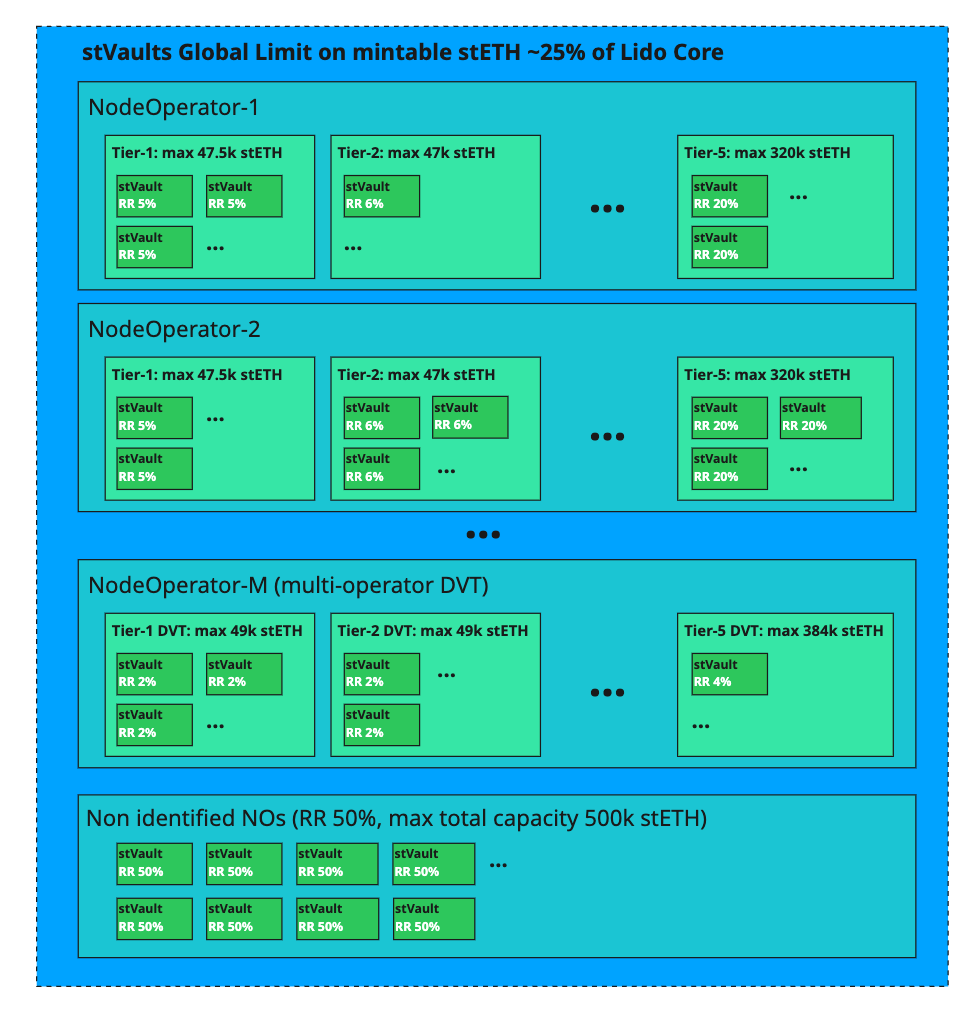 stVaults Global Limit on mintable stETH ~25% of Lido Core
NodeOperator-1
Tier-1: max 47.5k stETH
stVault
RR 5%
stVault
RR 5%
stVault
RR 5%
...
Tier-2: max 47k stETH
stVault
RR 6%
...
...
Tier-5: max 320k stETH
stVault
RR 20%
...
stVault
RR 20%
NodeOperator-2
Tier-1: max 47.5k stETH
stVault
RR 5%
...
stVault
RR 5%
Tier-2: max 47k stETH
stVault
RR 6%
stVault
RR 6%
stVault
RR 6%
...
...
Tier-5: max 320k stETH
stVault
RR 20%
stVault
RR 20%
stVault
RR 20%
...
...
NodeOperator-M (multi-operator DVT)
Tier-1 DVT: max 49k stETH
stVault
RR 2%
stVault
RR 2%
stVault
RR 2%
...
Tier-2 DVT: max 49k stETH
stVault
RR 2%
...
stVault
RR 2%
...
Tier-5 DVT: max 384k stETH
stVault
RR 4%
...
Non identified NOs (RR 50%, max total capacity 500k stETH)
stVault
RR 50%
stVault
RR 50%
stVault
RR 50%
stVault
RR 50%
...
stVault
RR 50%
stVault
RR 50%
stVault
RR 50%
stVault
RR 50%